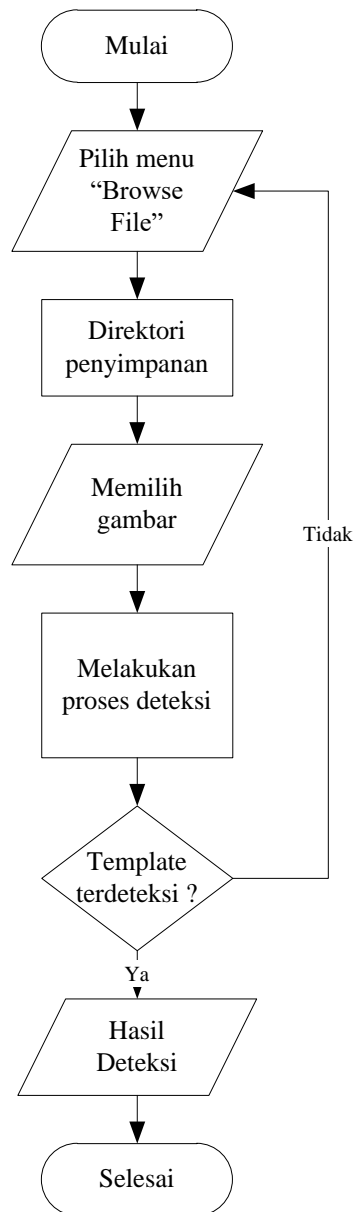 Mulai
Pilih menu
“Browse
File”
Direktori
penyimpanan
Memilih
gambar
Tidak
Melakukan
proses deteksi
Template
terdeteksi ?
Ya
Hasil
Deteksi
Selesai